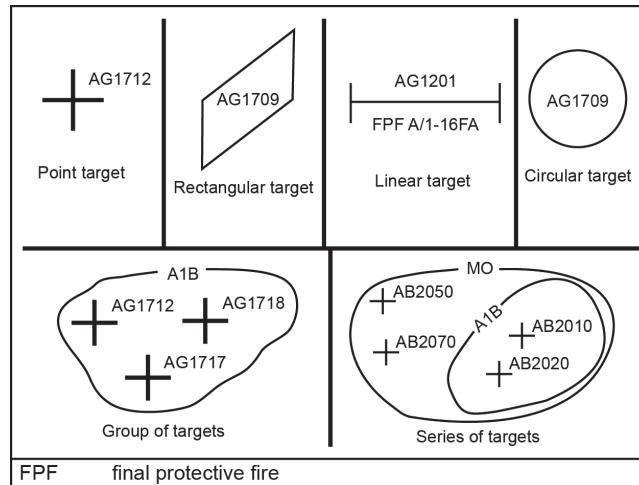 AG1712
Point target
AG1709
Rectangular target
AG1201
FPF A/1-16FA
Linear target
AG1709
Circular target
A1B
AG1712
AG1718
AG1717
Group of targets
MO
AB2050
A1B
AB2010
AB2070
AB2020
Series of targets
FPF final protective fire